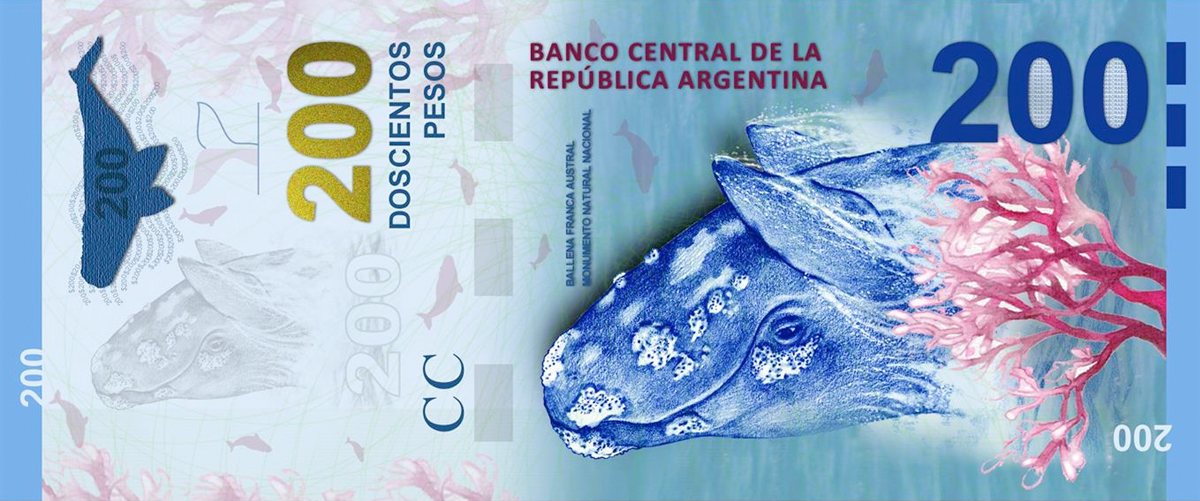 200
200
DOSCIENTOS
PESOS
BANCO CENTRAL DE LA
REPÚBLICA ARGENTINA
BALLENA FRANCA AUSTRAL
MONUMENTO NATURAL NACIONAL
200
200
CC
200
200